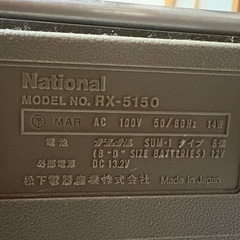 National
MODEL NO. RX-5150
MAR AC 100V 50/60Hz 14W
電池 SUM-1 タイプ 8個
(8-"D" SIZE BATTERIES) 12V
外部電源 DC 13.2V
松下電器産業株式会社 Made in Japan